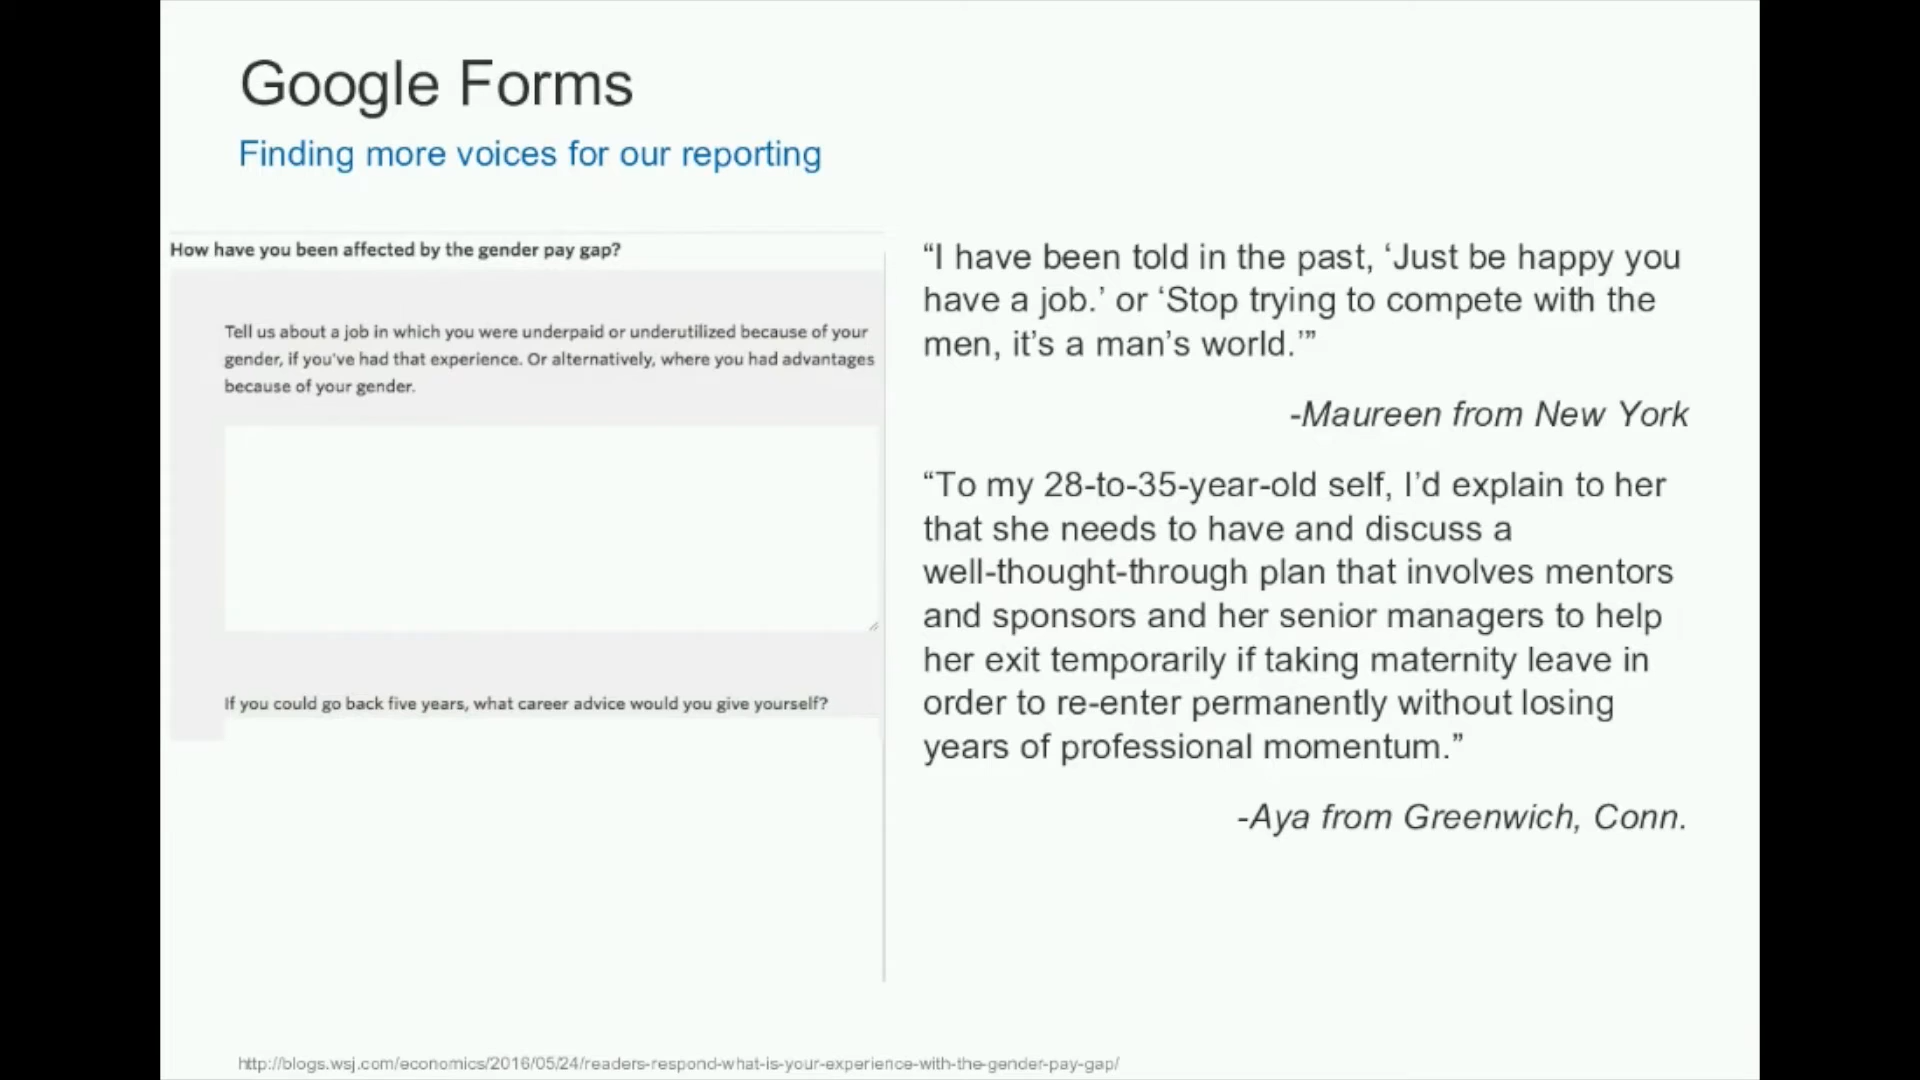 Google Forms
Finding more voices for our reporting
How have you been affected by the gender pay gap?
Tell us about a job in which you were underpaid or underutilized because of your
gender, if you've had that experience. Or alternatively, where you had advantages
because of your gender.
If you could go back five years, what career advice would you give yourself?
“I have been told in the past, ‘Just be happy you
have a job.’ or ‘Stop trying to compete with the
men, it’s a man’s world.’”
-Maureen from New York
“To my 28-to-35-year-old self, I’d explain to her
that she needs to have and discuss a
well-thought-through plan that involves mentors
and sponsors and her senior managers to help
her exit temporarily if taking maternity leave in
order to re-enter permanently without losing
years of professional momentum.”
-Aya from Greenwich, Conn.
http://blogs.wsj.com/economics/2016/05/24/readers-respond-what-is-your-experience-with-the-gender-pay-gap/